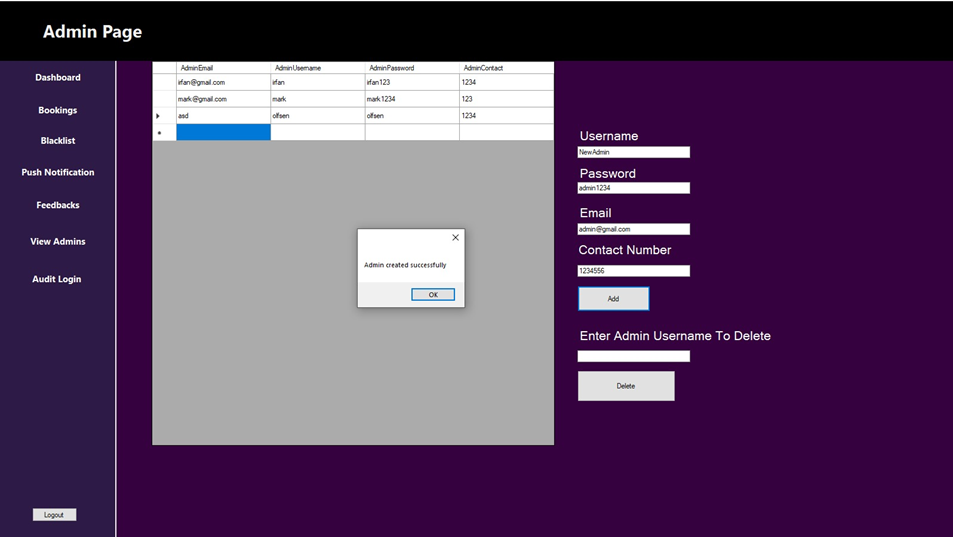 Admin Page
Dashboard
Bookings
Blacklist
Push Notification
Feedbacks
View Admins
Audit Login
Logout
AdminEmail AdminUsername AdminPassword AdminContact
irfan@gmail.com irfan irfan123 1234
mark@gmail.com mark mark1234 123
asd olfsen olfsen 1234
Admin created successfully
OK
Username
NewAdmin
Password
admin1234
Email
admin@gmail.com
Contact Number
1234556
Add
Enter Admin Username To Delete
Delete